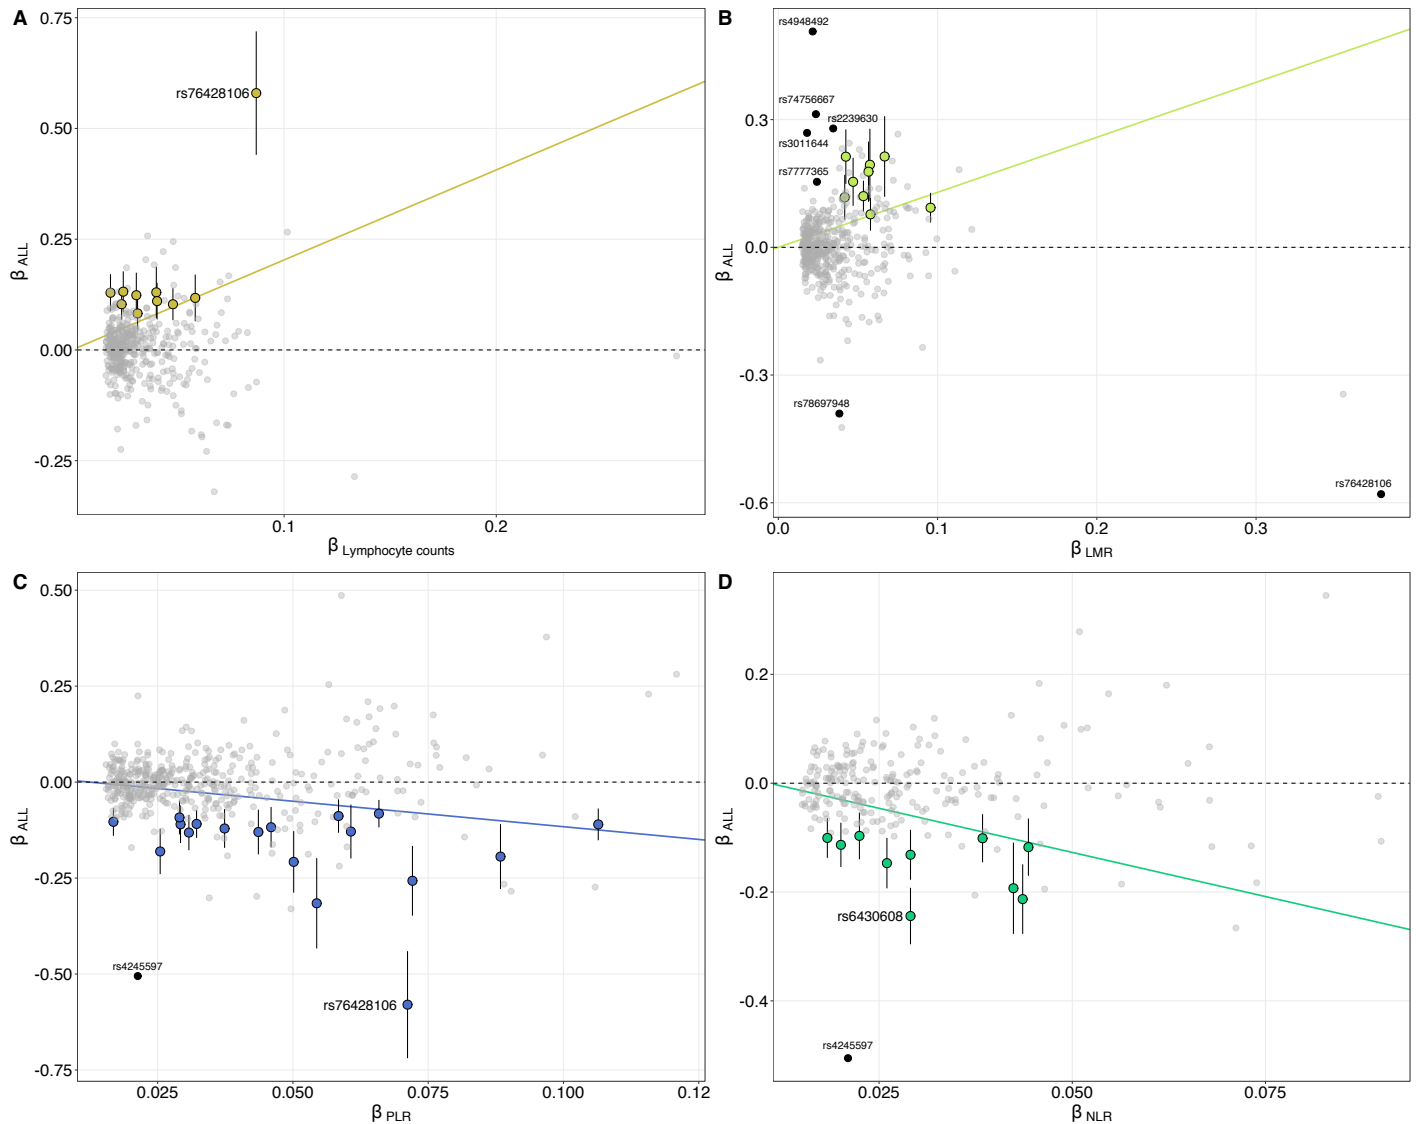 A
0.75
0.50
0.25
0.00
-0.25
β ALL
rs76428106
0.1
0.2
β Lymphocyte counts
B
0.3
0.0
-0.3
-0.6
β ALL
rs4948492
rs74756667
rs2239630
rs3011644
rs7777365
rs78697948
rs76428106
0.0
0.1
0.2
0.3
β LMR
C
0.50
0.25
0.00
-0.25
-0.50
-0.75
β ALL
rs4245597
rs76428106
0.025
0.050
0.075
0.100
0.12
β PLR
D
0.2
0.0
-0.2
-0.4
β ALL
rs6430608
rs4245597
0.025
0.050
0.075
β NLR